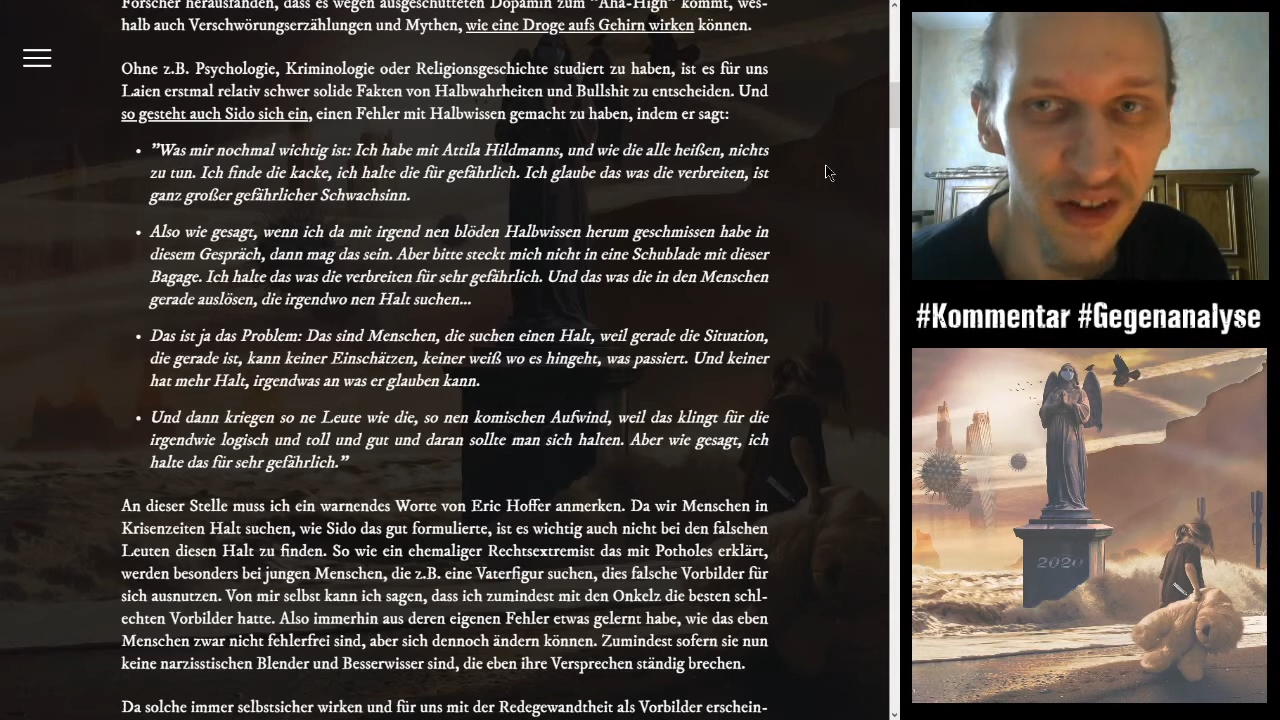 Forscher herausfanden, dass es wegen ausgeschütteten Dopamin zum "Aha-High" kommt, wes-
halb auch Verschwörungserzählungen und Mythen, wie eine Droge aufs Gehirn wirken können.
Ohne z.B. Psychologie, Kriminologie oder Religionsgeschichte studiert zu haben, ist es für uns
Laien erstmal relativ schwer solide Fakten von Halbwahrheiten und Bullshit zu entscheiden. Und
so gesteht auch Sido sich ein, einen Fehler mit Halbwissen gemacht zu haben, indem er sagt:
• "Was mir nochmal wichtig ist: Ich habe mit Attila Hildmanns, und wie die alle heißen, nichts
zu tun. Ich finde die kacke, ich halte die für gefährlich. Ich glaube das was die verbreiten, ist
ganz großer gefährlicher Schwachsinn.
• Also wie gesagt, wenn ich da mit irgend nen blöden Halbwissen herum geschmissen habe in
diesem Gespräch, dann mag das sein. Aber bitte steckt mich nicht in eine Schublade mit dieser
Bagage. Ich halte das was die verbreiten für sehr gefährlich. Und das was die in den Menschen
gerade auslösen, die irgendwo nen Halt suchen...
• Das ist ja das Problem: Das sind Menschen, die suchen einen Halt, weil gerade die Situation,
die gerade ist, kann keiner Einschätzen, keiner weiß wo es hingeht, was passiert. Und keiner
hat mehr Halt, irgendwas an was er glauben kann.
• Und dann kriegen so ne Leute wie die, so nen komischen Aufwind, weil das klingt für die
irgendwie logisch und toll und gut und daran sollte man sich halten. Aber wie gesagt, ich
halte das für sehr gefährlich."
An dieser Stelle muss ich ein warnendes Worte von Eric Hoffer anmerken. Da wir Menschen in
Krisenzeiten Halt suchen, wie Sido das gut formulierte, ist es wichtig auch nicht bei den falschen
Leuten diesen Halt zu finden. So wie ein ehemaliger Rechtsextremist das mit Potholes erklärt,
werden besonders bei jungen Menschen, die z.B. eine Vaterfigur suchen, dies falsche Vorbilder für
sich ausnutzen. Von mir selbst kann ich sagen, dass ich zumindest mit den Onkelz die besten schl-
echten Vorbilder hatte. Also immerhin aus deren eigenen Fehler etwas gelernt habe, wie das eben
Menschen zwar nicht fehlerfrei sind, aber sich dennoch ändern können. Zumindest sofern sie nun
keine narzisstischen Blender und Besserwisser sind, die eben ihre Versprechen ständig brechen.
Da solche immer selbstsicher wirken und für uns mit der Redegewandtheit als Vorbilder erschein-
#Kommentar #Gegenanalyse
2020